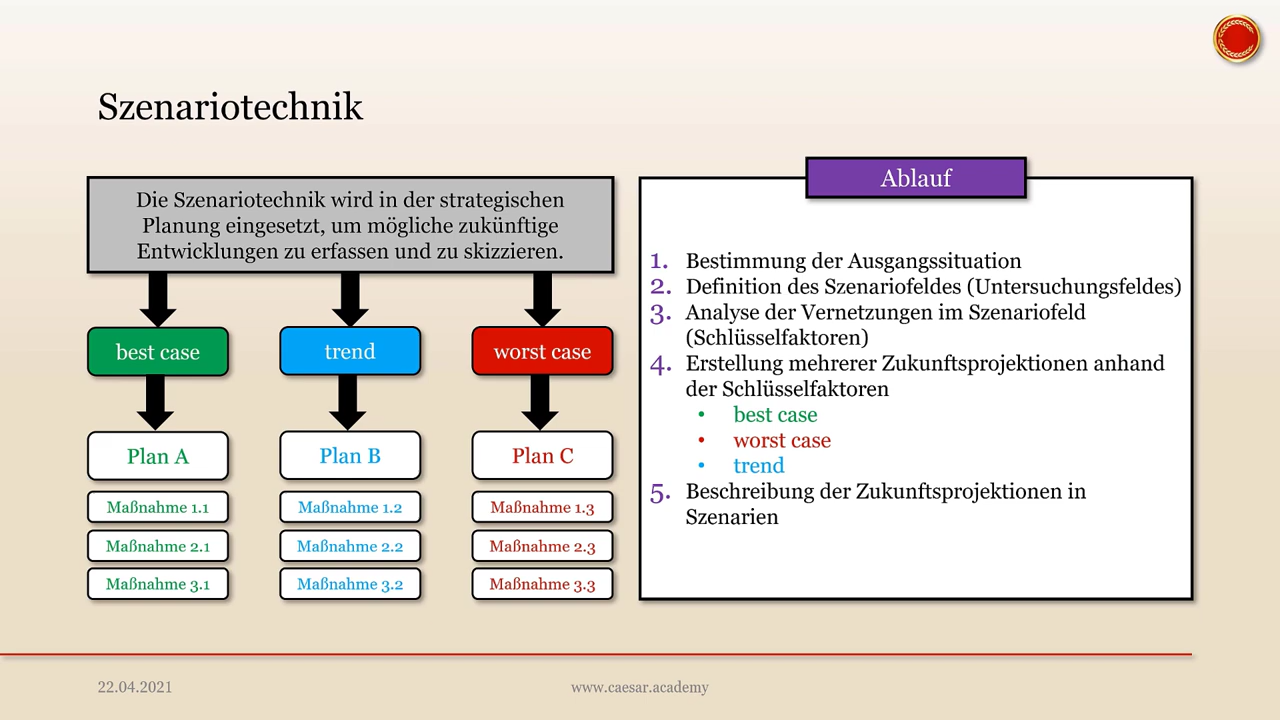 Szenariotechnik
Die Szenariotechnik wird in der strategischen
Planung eingesetzt, um mögliche zukünftige
Entwicklungen zu erfassen und zu skizzieren.
best case
trend
worst case
Plan A
Plan B
Plan C
Maßnahme 1.1
Maßnahme 1.2
Maßnahme 1.3
Maßnahme 2.1
Maßnahme 2.2
Maßnahme 2.3
Maßnahme 3.1
Maßnahme 3.2
Maßnahme 3.3
Ablauf
1. Bestimmung der Ausgangssituation
2. Definition des Szenariofeldes (Untersuchungsfeldes)
3. Analyse der Vernetzungen im Szenariofeld
(Schlüsselfaktoren)
4. Erstellung mehrerer Zukunftsprojektionen anhand
der Schlüsselfaktoren
• best case
• worst case
• trend
5. Beschreibung der Zukunftsprojektionen in
Szenarien
22.04.2021
www.caesar.academy